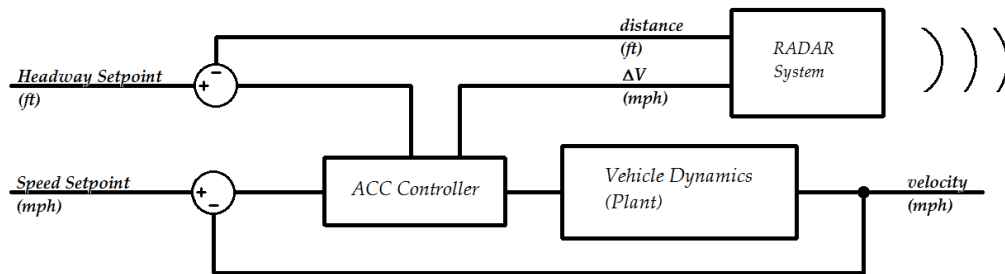 distance
(ft)
RADAR
System
Headway Setpoint
(ft)
+
−
ΔV
(mph)
Speed Setpoint
(mph)
+
−
ACC Controller
Vehicle Dynamics
(Plant)
velocity
(mph)